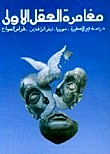 مغامرة العقل الأولى
دراسة في الأسطورة . سوريا . أرض الرافدين . فراس السواح